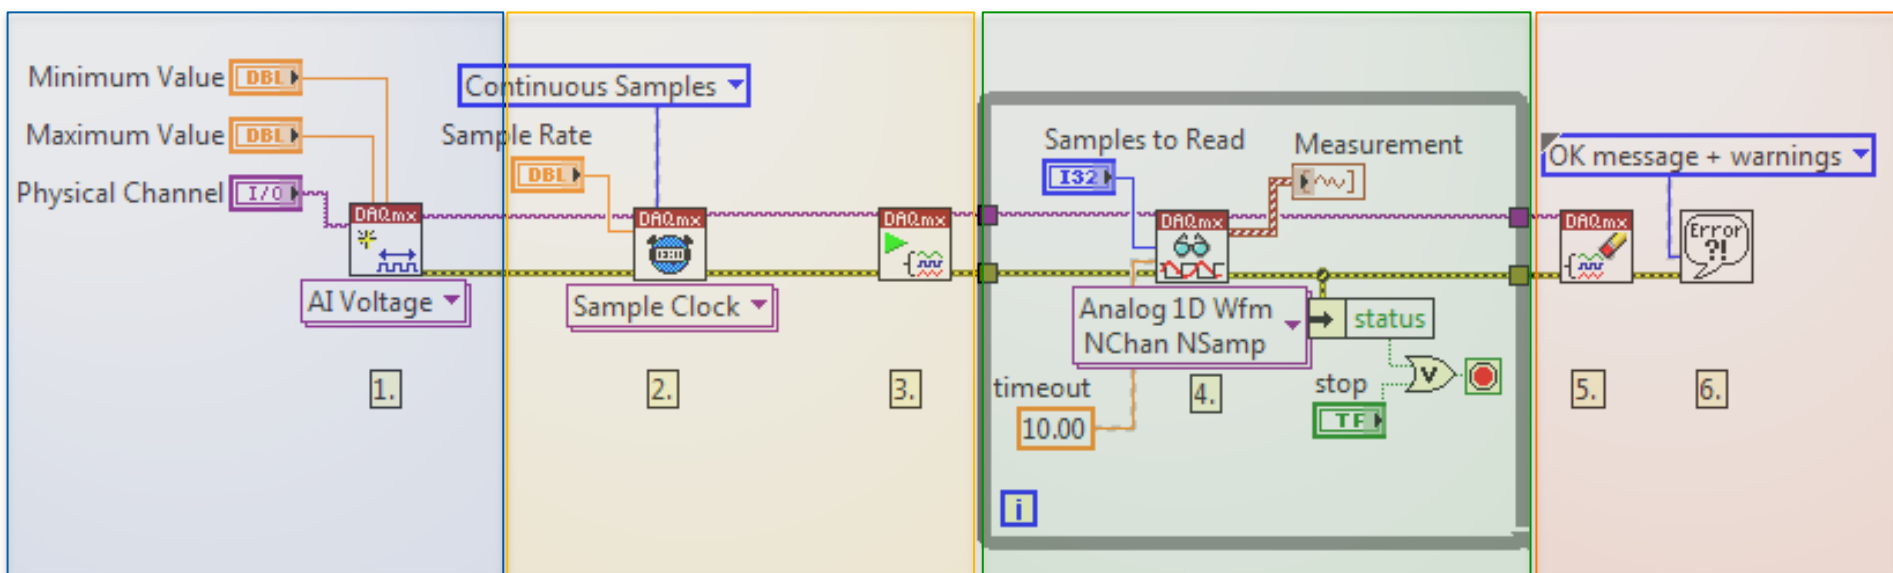 Minimum Value
DBL
Maximum Value
DBL
Physical Channel
I/O
DAQmx
AI Voltage
1.
Continuous Samples
Sample Rate
DBL
DAQmx
Sample Clock
2.
DAQmx
3.
Samples to Read
I32
Measurement
DAQmx
Analog 1D Wfm
NChan NSamp
status
timeout
10.00
4.
stop
TF
V
i
OK message + warnings
DAQmx
Error
?!
5.
6.